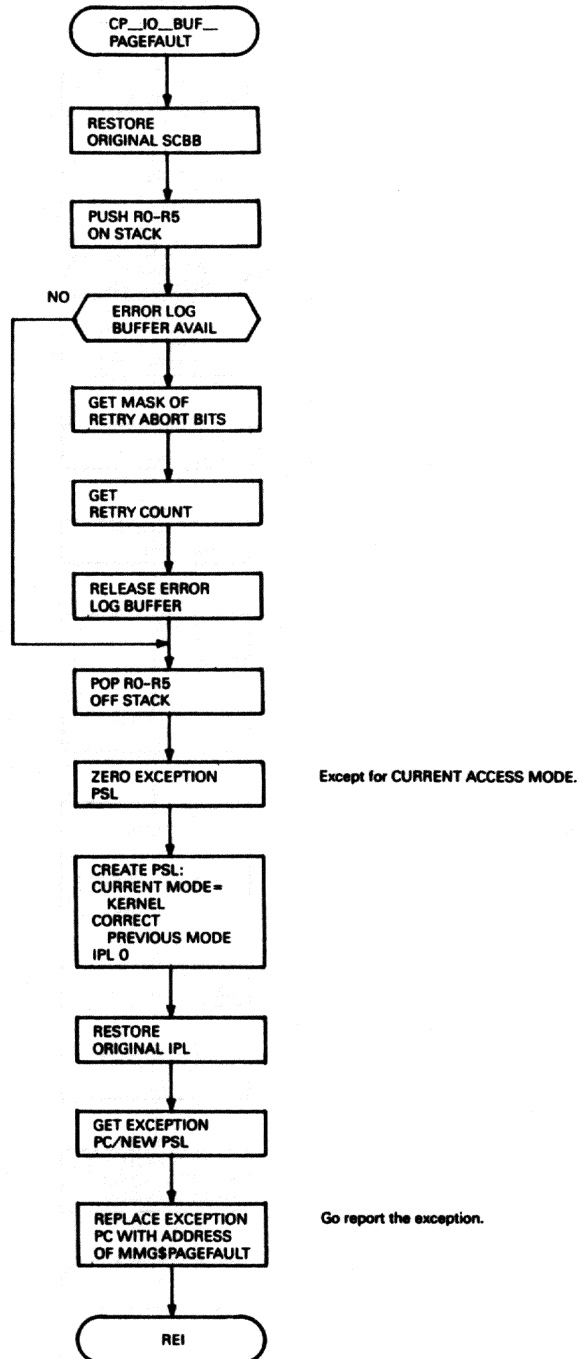 CP__IO__BUF__
PAGEFAULT
RESTORE
ORIGINAL SCBB
PUSH R0-R5
ON STACK
NO
ERROR LOG
BUFFER AVAIL
GET MASK OF
RETRY ABORT BITS
GET
RETRY COUNT
RELEASE ERROR
LOG BUFFER
POP R0-R5
OFF STACK
ZERO EXCEPTION
PSL
Except for CURRENT ACCESS MODE.
CREATE PSL:
CURRENT MODE=
KERNEL
CORRECT
PREVIOUS MODE
IPL 0
RESTORE
ORIGINAL IPL
GET EXCEPTION
PC/NEW PSL
REPLACE EXCEPTION
PC WITH ADDRESS
OF MMG$PAGEFAULT
Go report the exception.
REI